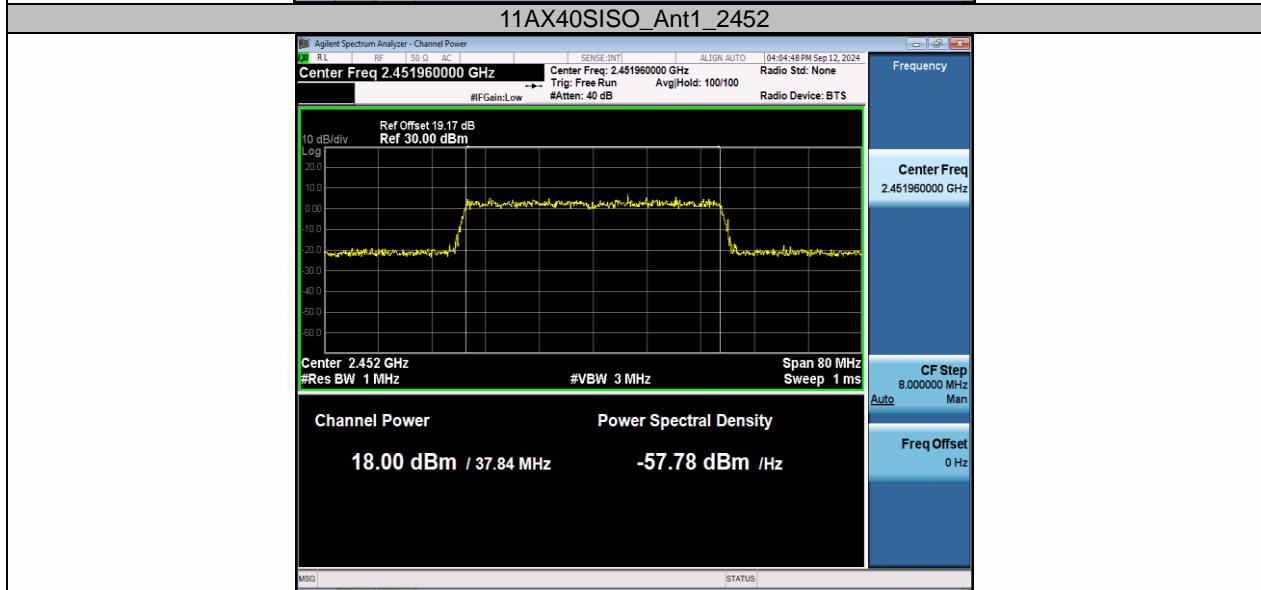 11AX40SISO_Ant1_2452
Agilent Spectrum Analyzer - Channel Power
RL RF 50 Ω AC SENSE:INT ALIGN AUTO 04:04:48 PM Sep 12, 2024
Center Freq 2.451960000 GHz
Center Freq: 2.451960000 GHz Radio Std: None
Trig: Free Run Avg|Hold: 100/100
#IFGain:Low #Atten: 40 dB Radio Device: BTS
Frequency
Ref Offset 19.17 dB
10 dB/div Ref 30.00 dBm
Log
20.0
10.0
0.00
-10.0
-20.0
-30.0
-40.0
-50.0
-60.0
Center 2.452 GHz Span 80 MHz
#Res BW 1 MHz #VBW 3 MHz Sweep 1 ms
Center Freq
2.451960000 GHz
CF Step
8.000000 MHz
Auto Man
Freq Offset
0 Hz
Channel Power Power Spectral Density
18.00 dBm / 37.84 MHz -57.78 dBm /Hz
MSG STATUS